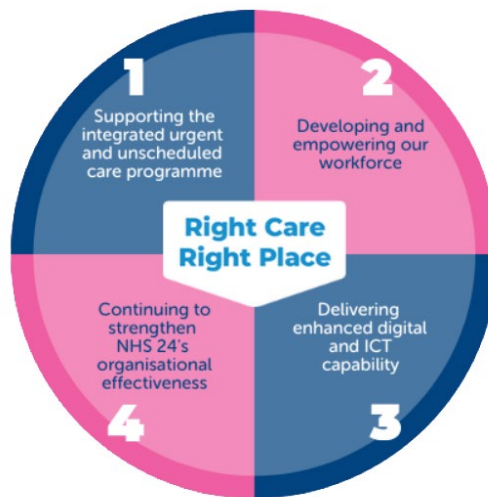 1
Supporting the
integrated urgent
and unscheduled
care programme
2
Developing and
empowering our
workforce
Right Care
Right Place
Continuing to
strengthen
NHS 24's
organisational
effectiveness
4
Delivering
enhanced digital
and ICT
capability
3